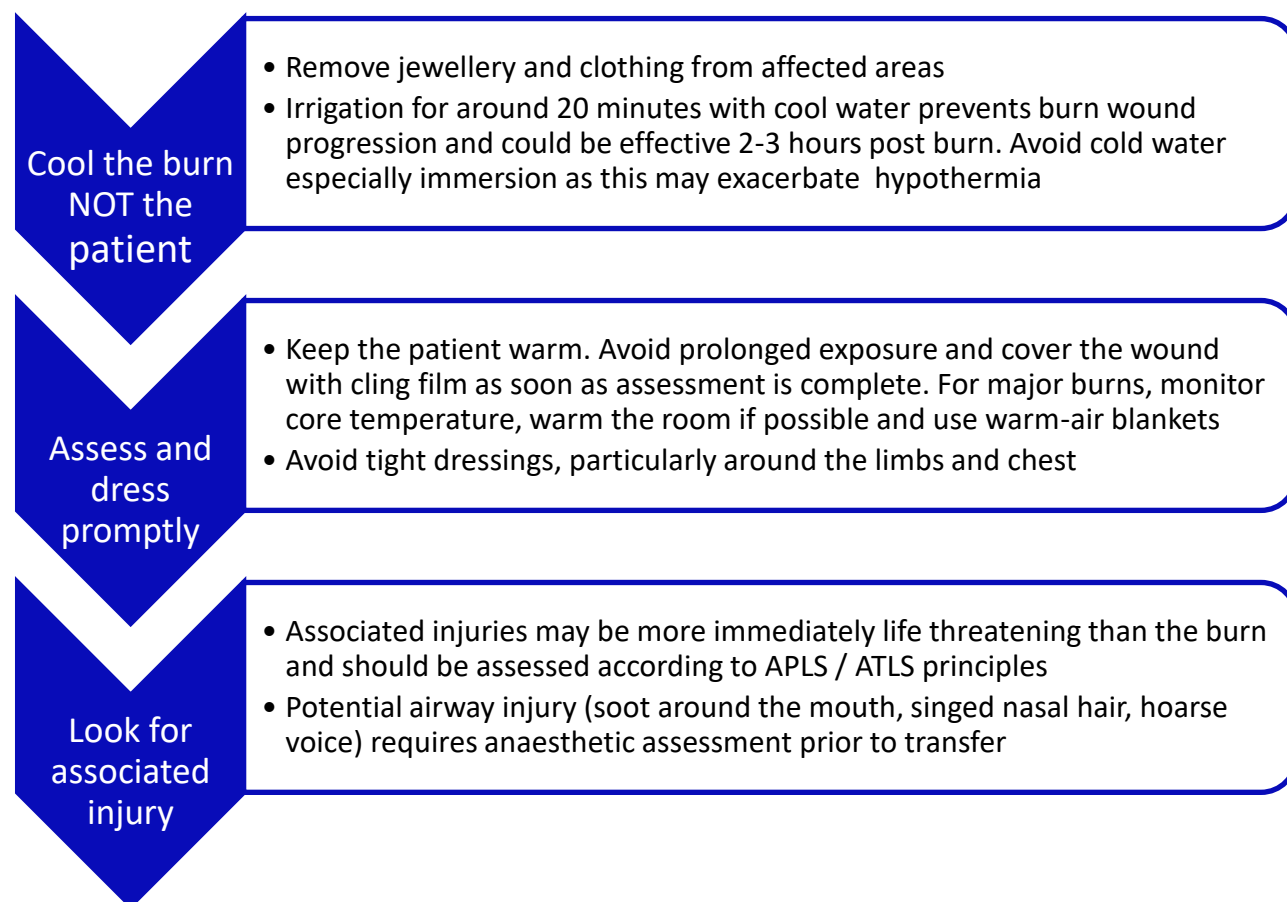 Cool the burn
NOT the
patient
• Remove jewellery and clothing from affected areas
• Irrigation for around 20 minutes with cool water prevents burn wound
progression and could be effective 2-3 hours post burn. Avoid cold water
especially immersion as this may exacerbate  hypothermia
Assess and
dress
promptly
• Keep the patient warm. Avoid prolonged exposure and cover the wound
with cling film as soon as assessment is complete. For major burns, monitor
core temperature, warm the room if possible and use warm-air blankets
• Avoid tight dressings, particularly around the limbs and chest
Look for
associated
injury
• Associated injuries may be more immediately life threatening than the burn
and should be assessed according to APLS / ATLS principles
• Potential airway injury (soot around the mouth, singed nasal hair, hoarse
voice) requires anaesthetic assessment prior to transfer